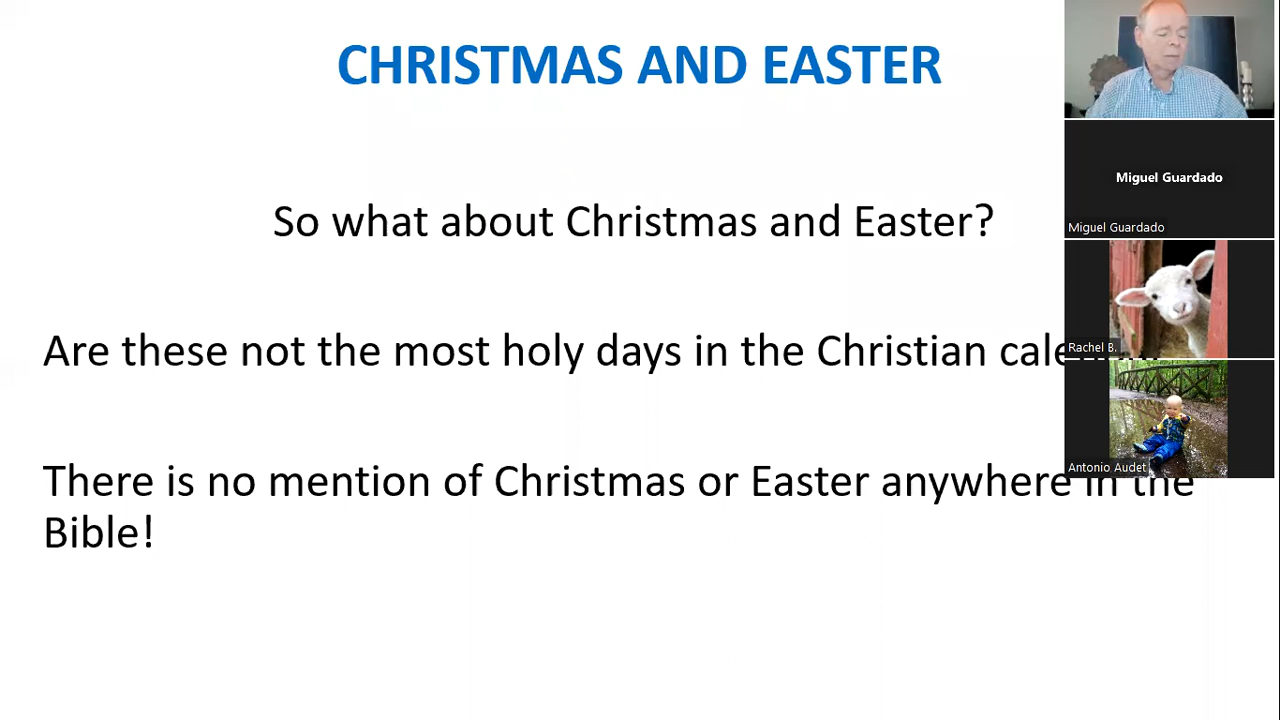 CHRISTMAS AND EASTER
So what about Christmas and Easter?
Are these not the most holy days in the Christian
There is no mention of Christmas or Easter anywhere in the
Bible!
Miguel Guardado
Miguel Guardado
Rachel B.
Antonio Audet